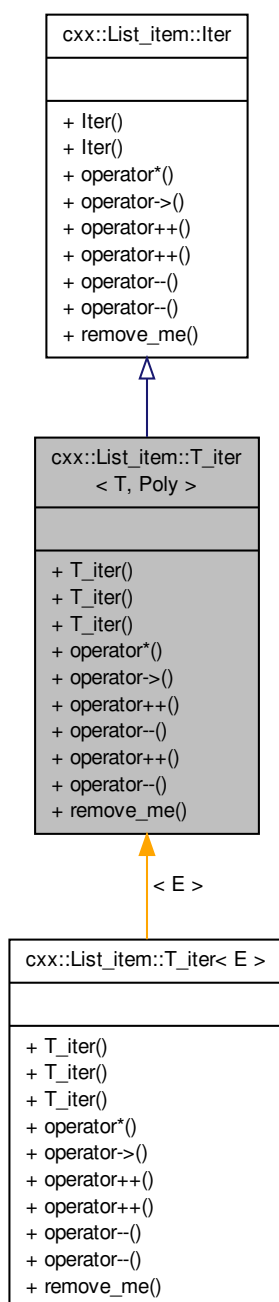 cxx::List_item::Iter
+ Iter()
+ Iter()
+ operator*()
+ operator->()
+ operator++()
+ operator++()
+ operator--()
+ operator--()
+ remove_me()
cxx::List_item::T_iter
< T, Poly >
+ T_iter()
+ T_iter()
+ T_iter()
+ operator*()
+ operator->()
+ operator++()
+ operator--()
+ operator++()
+ operator--()
+ remove_me()
< E >
cxx::List_item::T_iter< E >
+ T_iter()
+ T_iter()
+ T_iter()
+ operator*()
+ operator->()
+ operator++()
+ operator++()
+ operator--()
+ operator--()
+ remove_me()